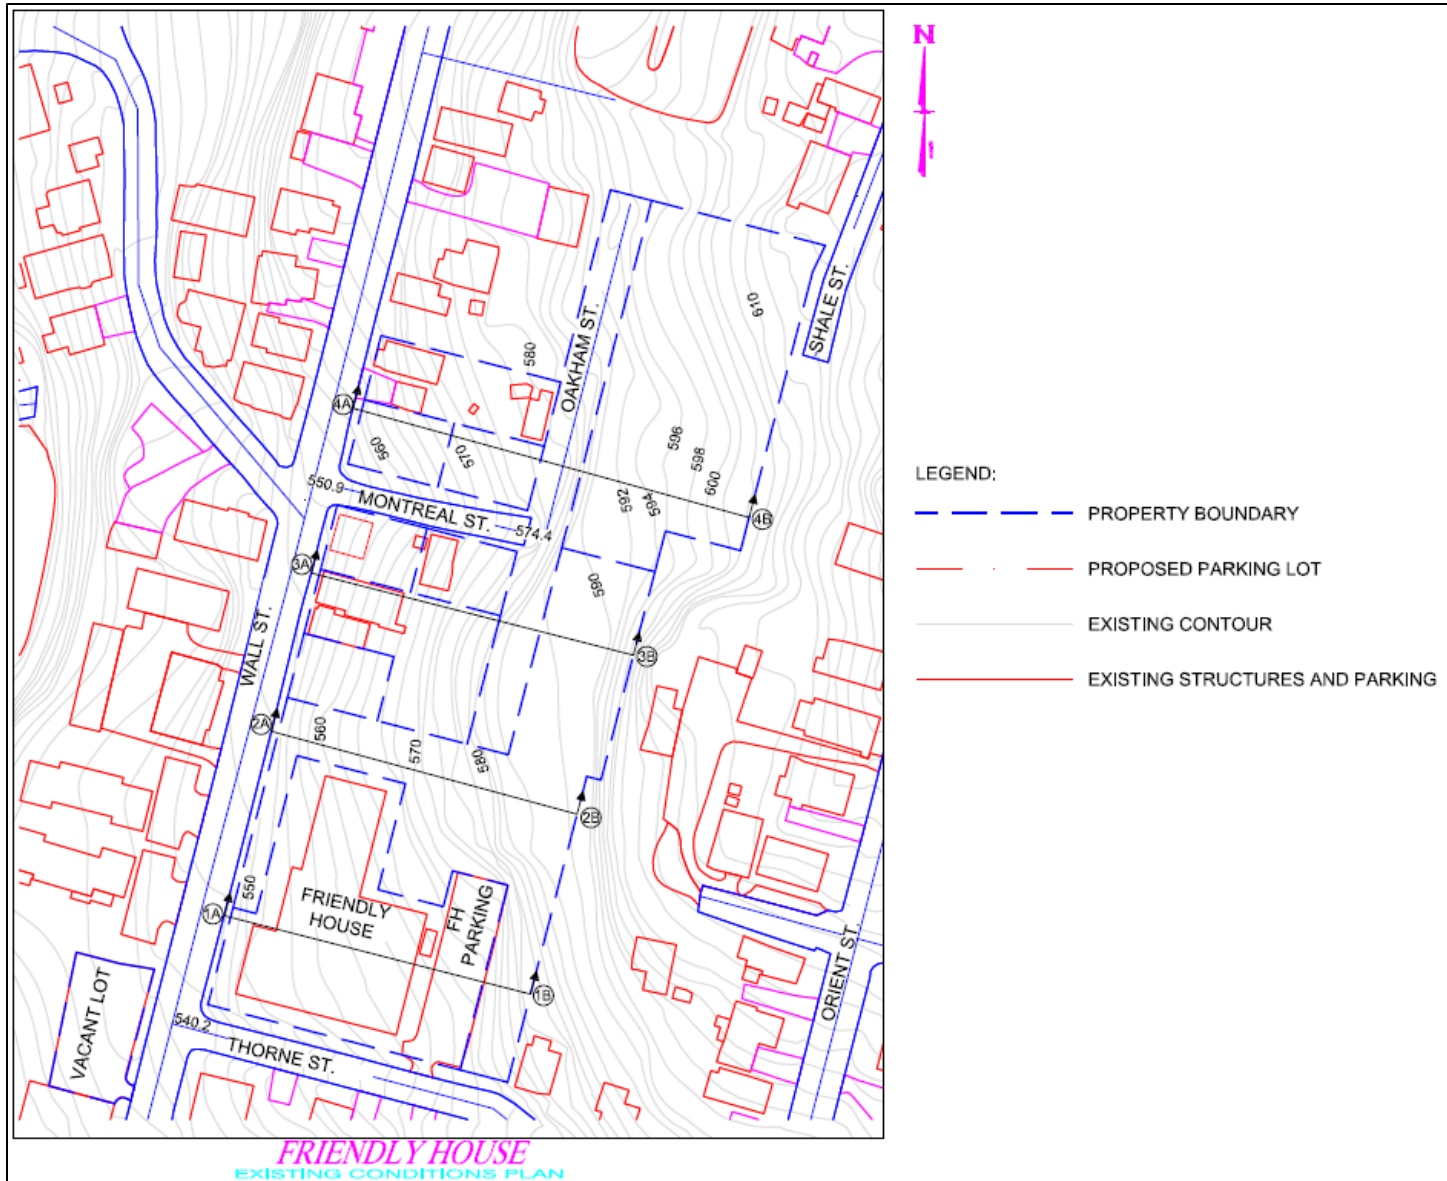 N
610
SHALE ST.
580
OAKHAM ST.
4A
560
570
596
598
600
592
594
4B
550.9
MONTREAL ST.
574.4
3A
590
3B
WALL ST.
2A
560
570
580
2B
550
1A
FRIENDLY
HOUSE
FH
PARKING
1B
ORIENT ST.
VACANT LOT
540.2
THORNE ST.
LEGEND:
PROPERTY BOUNDARY
PROPOSED PARKING LOT
EXISTING CONTOUR
EXISTING STRUCTURES AND PARKING
FRIENDLY HOUSE
EXISTING CONDITIONS PLAN